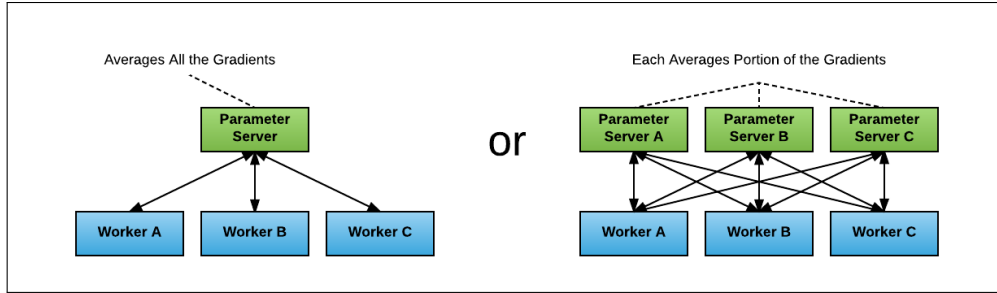 Averages All the Gradients
Parameter
Server
Worker A
Worker B
Worker C
or
Each Averages Portion of the Gradients
Parameter
Server A
Parameter
Server B
Parameter
Server C
Worker A
Worker B
Worker C